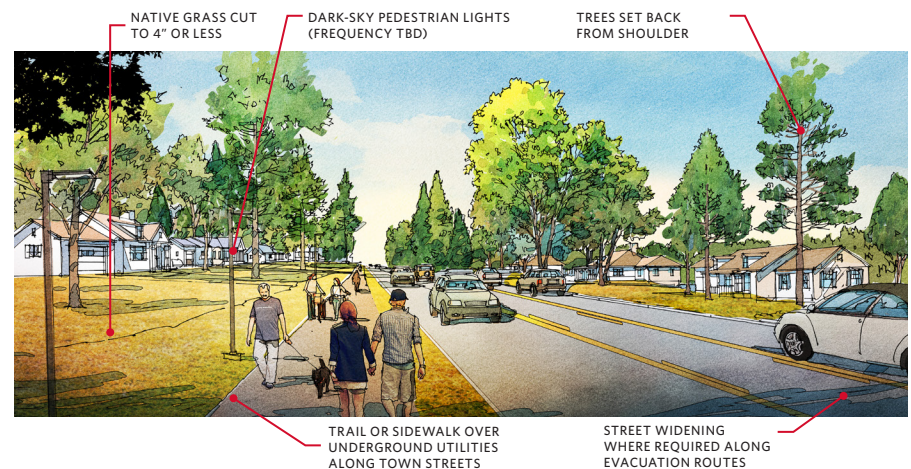 NATIVE GRASS CUT
TO 4” OR LESS
DARK-SKY PEDESTRIAN LIGHTS
(FREQUENCY TBD)
TREES SET BACK
FROM SHOULDER
TRAIL OR SIDEWALK OVER
UNDERGROUND UTILITIES
ALONG TOWN STREETS
STREET WIDENING
WHERE REQUIRED ALONG
EVACUATION ROUTES